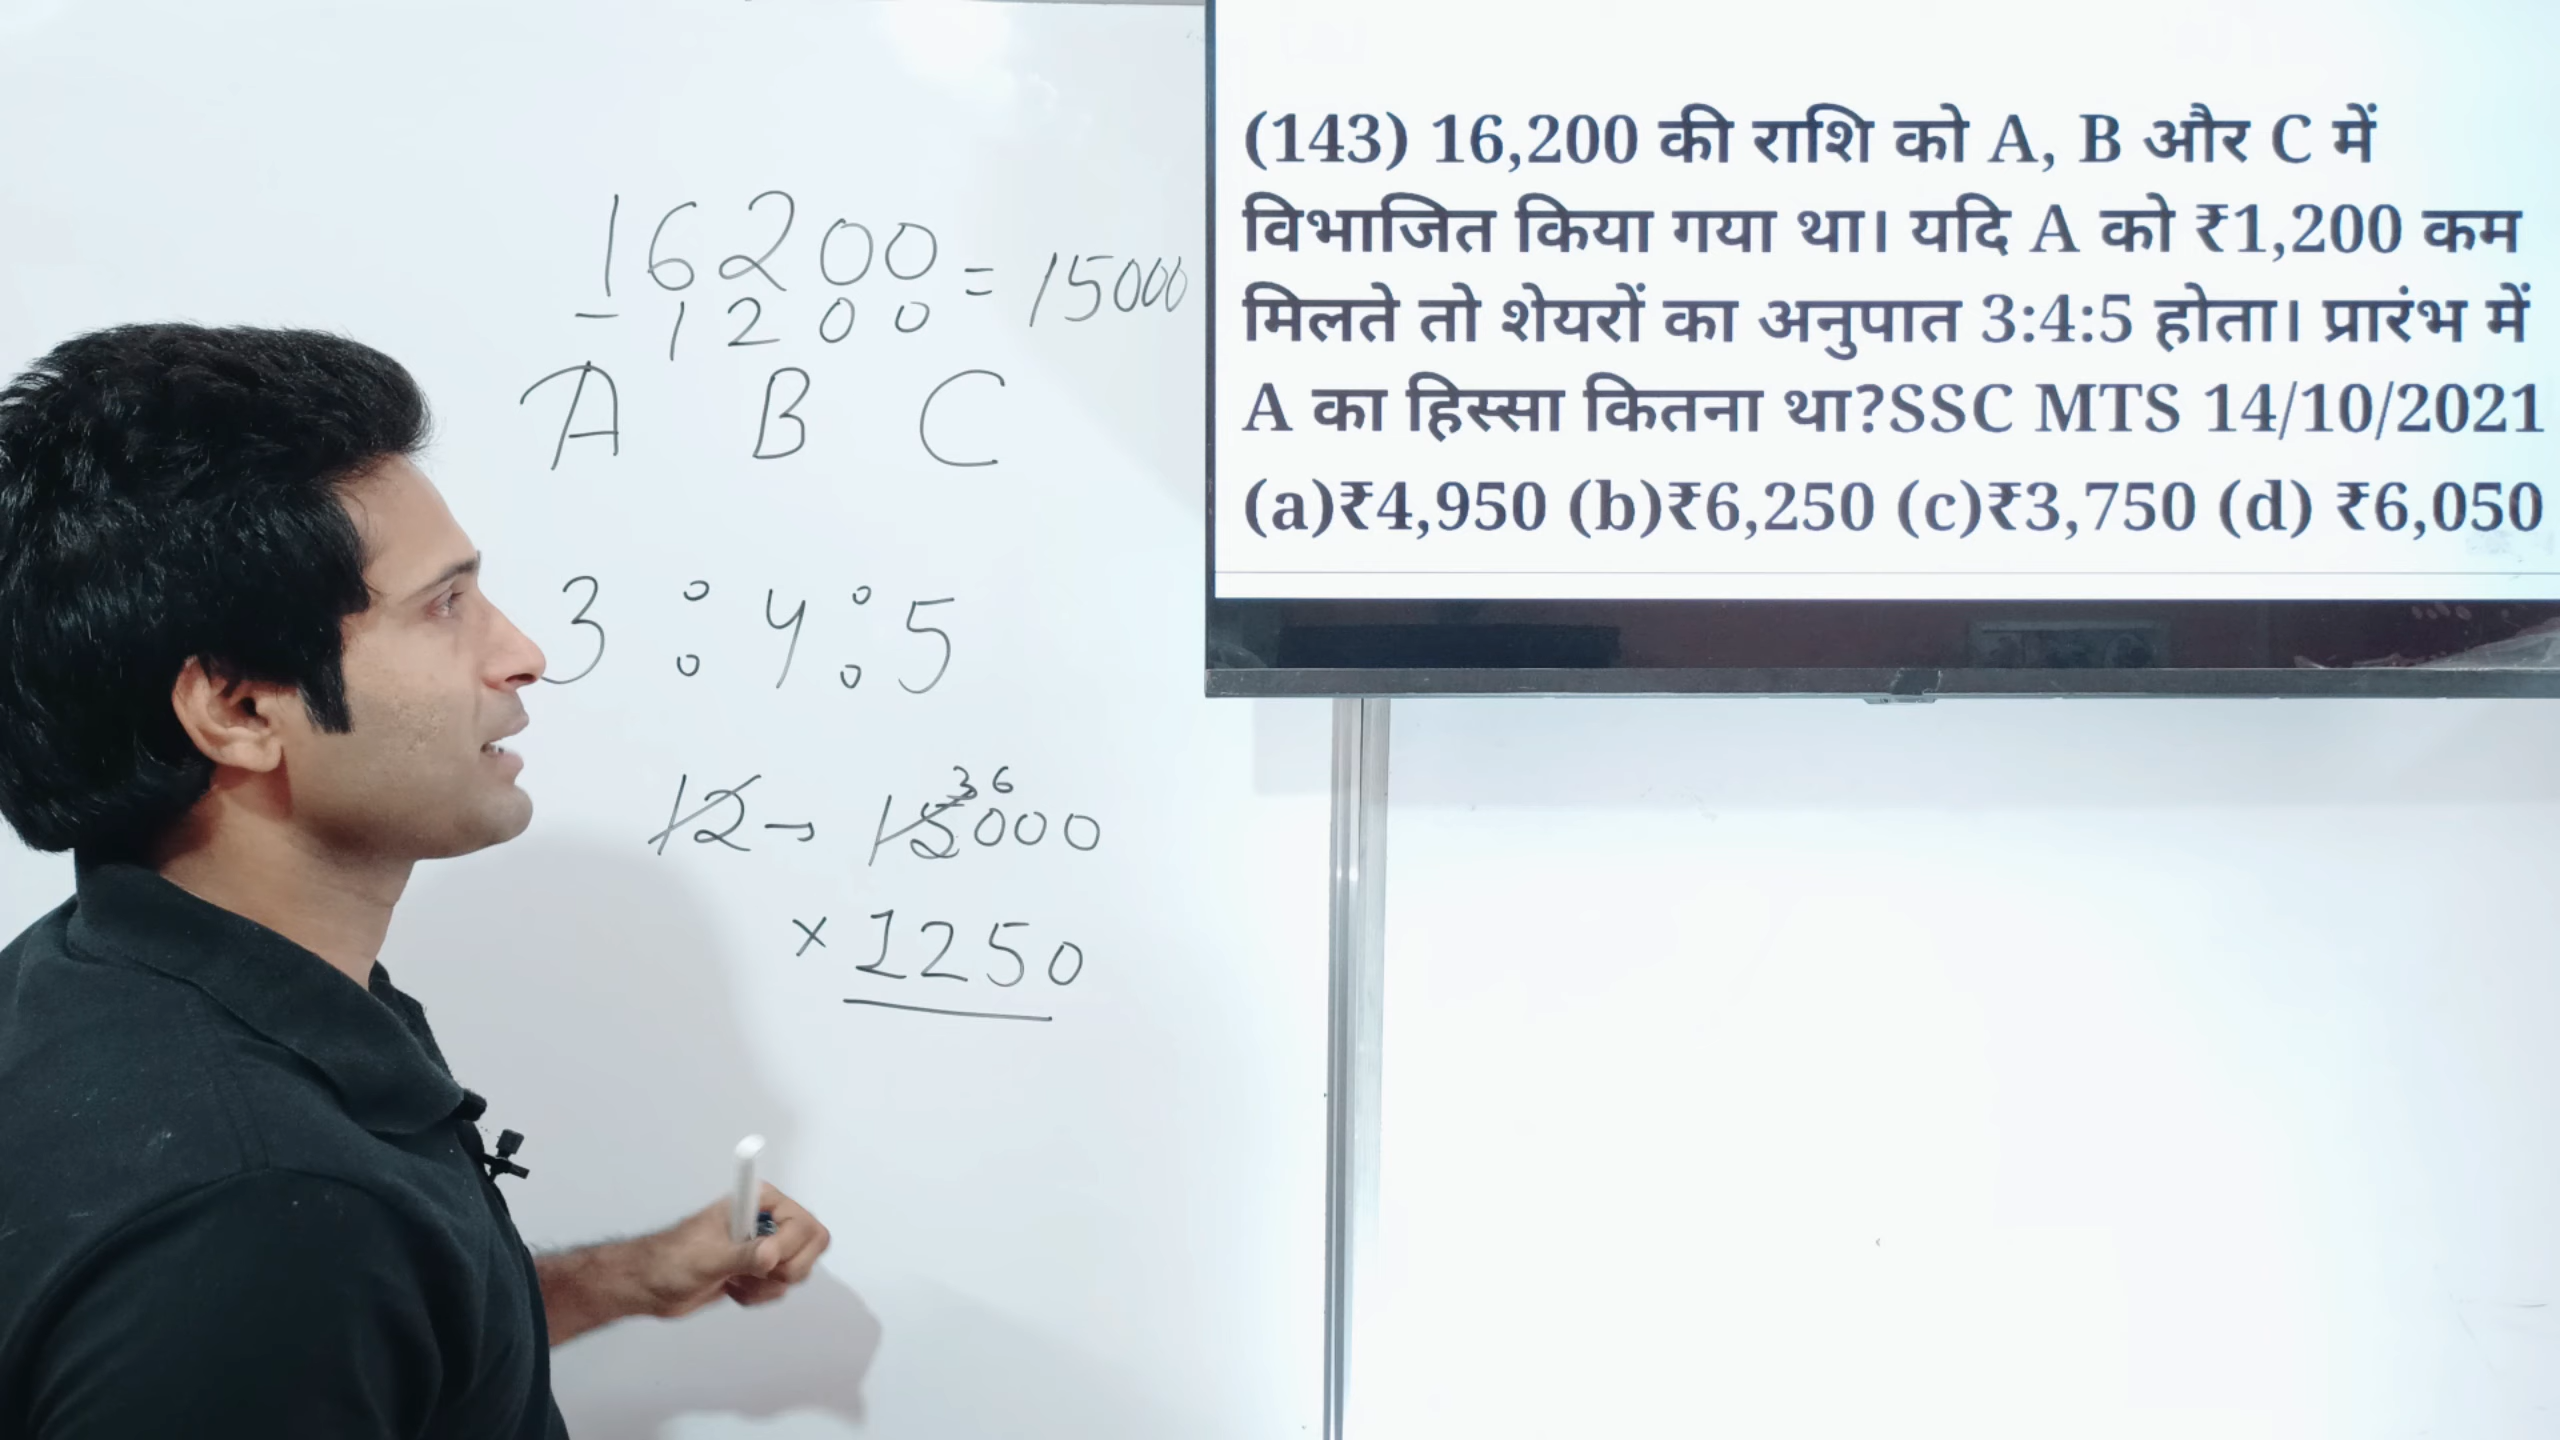 16200 = 15000
- 1200
A B C
3 : 4 : 5
36
12 → 15000
× 1250
(143) 16,200 की राशि को A, B और C में
विभाजित किया गया था। यदि A को ₹1,200 कम
मिलते तो शेयरों का अनुपात 3:4:5 होता। प्रारंभ में
A का हिस्सा कितना था?SSC MTS 14/10/2021
(a)₹4,950 (b)₹6,250 (c)₹3,750 (d) ₹6,050